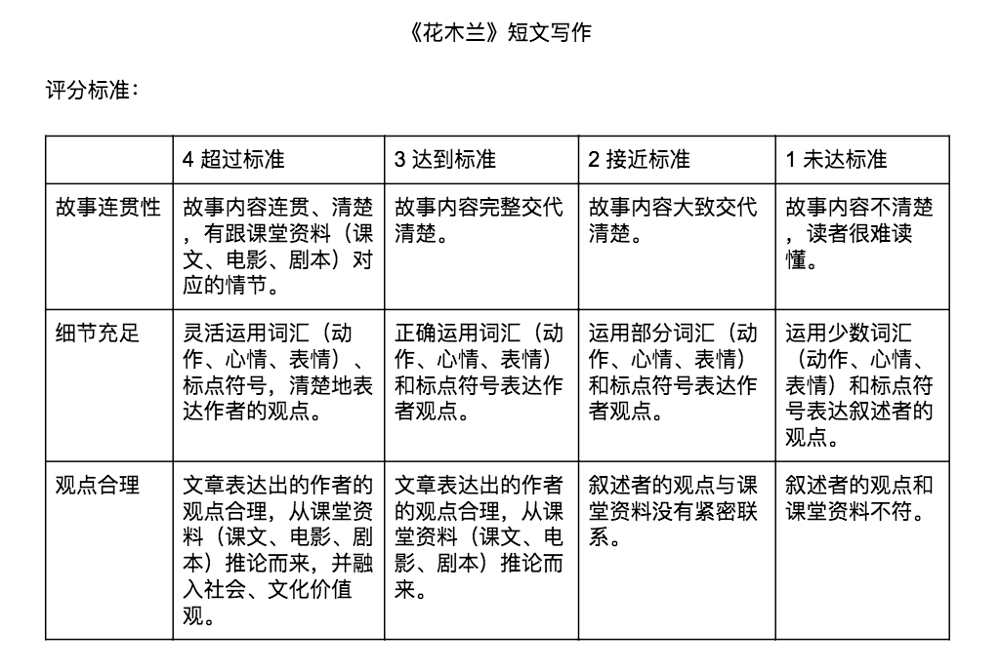 《花木兰》短文写作
评分标准：
4 超过标准
3 达到标准
2 接近标准
1 未达标准
故事连贯性
故事内容连贯、清楚
，有跟课堂资料（课
文、电影、剧本）对
应的情节。
故事内容完整交代
清楚。
故事内容大致交代
清楚。
故事内容不清楚
，读者很难读
懂。
细节充足
灵活运用词汇（动
作、心情、表情）、
标点符号，清楚地表
达作者的观点。
正确运用词汇（动
作、心情、表情）
和标点符号表达作
者观点。
运用部分词汇（动
作、心情、表情）
和标点符号表达作
者观点。
运用少数词汇
（动作、心情、
表情）和标点符
号表达叙述者的
观点。
观点合理
文章表达出的作者的
观点合理，从课堂资
料（课文、电影、剧
本）推论而来，并融
入社会、文化价值
观。
文章表达出的作者
的观点合理，从课
堂资料（课文、电
影、剧本）推论而
来。
叙述者的观点与课
堂资料没有紧密联
系。
叙述者的观点和
课堂资料不符。